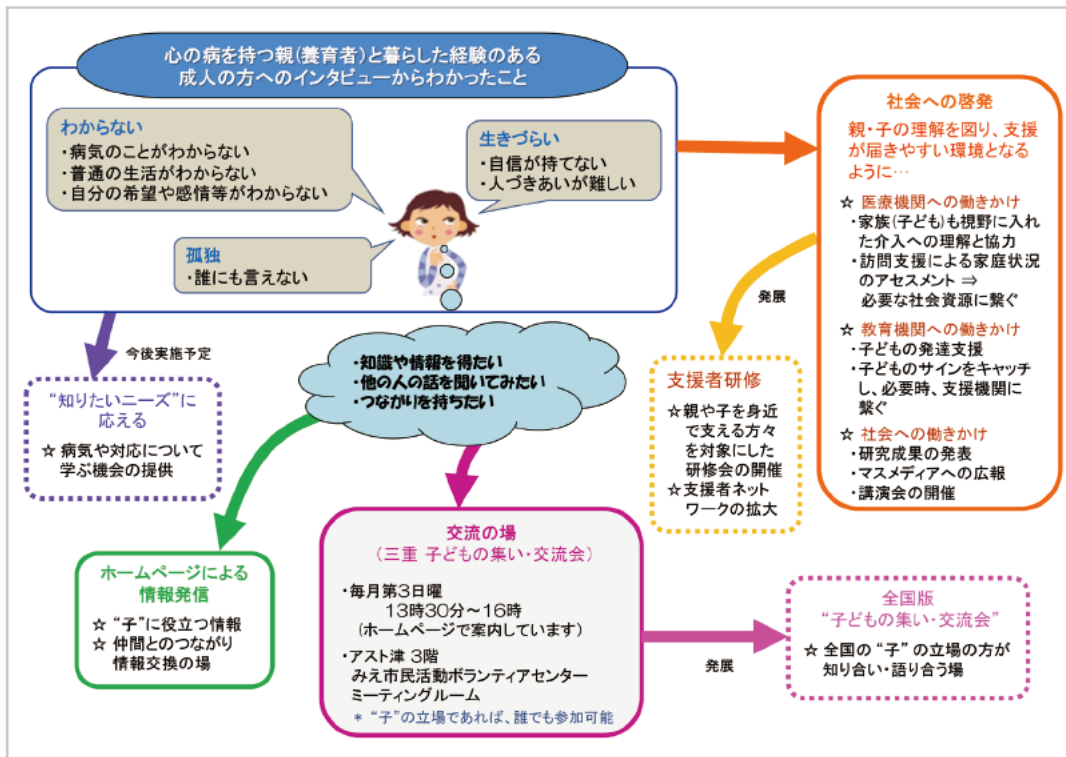 心の病を持つ親(養育者)と暮らした経験のある
成人の方へのインタビューからわかったこと
わからない
・病気のことがわからない
・普通の生活がわからない
・自分の希望や感情等がわからない
生きづらい
・自信が持てない
・人づきあいが難しい
孤独
・誰にも言えない
社会への啓発
親・子の理解を図り、支援
が届きやすい環境となる
ように…
☆ 医療機関への働きかけ
・家族(子ども)も視野に入れ
た介入への理解と協力
・訪問支援による家庭状況
のアセスメント ⇒
必要な社会資源に繋ぐ
☆ 教育機関への働きかけ
・子どもの発達支援
・子どものサインをキャッチ
し、必要時、支援機関に
繋ぐ
☆ 社会への働きかけ
・研究成果の発表
・マスメディアへの広報
・講演会の開催
発展
支援者研修
☆親や子を身近
で支える方々
を対象にした
研修会の開催
☆支援者ネット
ワークの拡大
今後実施予定
“知りたいニーズ”に
応える
☆ 病気や対応について
学ぶ機会の提供
・知識や情報を得たい
・他の人の話を聞いてみたい
・つながりを持ちたい
ホームページによる
情報発信
☆ “子”に役立つ情報
☆ 仲間とのつながり
情報交換の場
交流の場
(三重 子どもの集い・交流会)
・毎月第3日曜
13時30分～16時
(ホームページで案内しています)
・アスト津 3階
みえ市民活動ボランティアセンター
ミーティングルーム
* “子”の立場であれば、誰でも参加可能
発展
全国版
“子どもの集い・交流会”
☆ 全国の “子” の立場の方が
知り合い・語り合う場